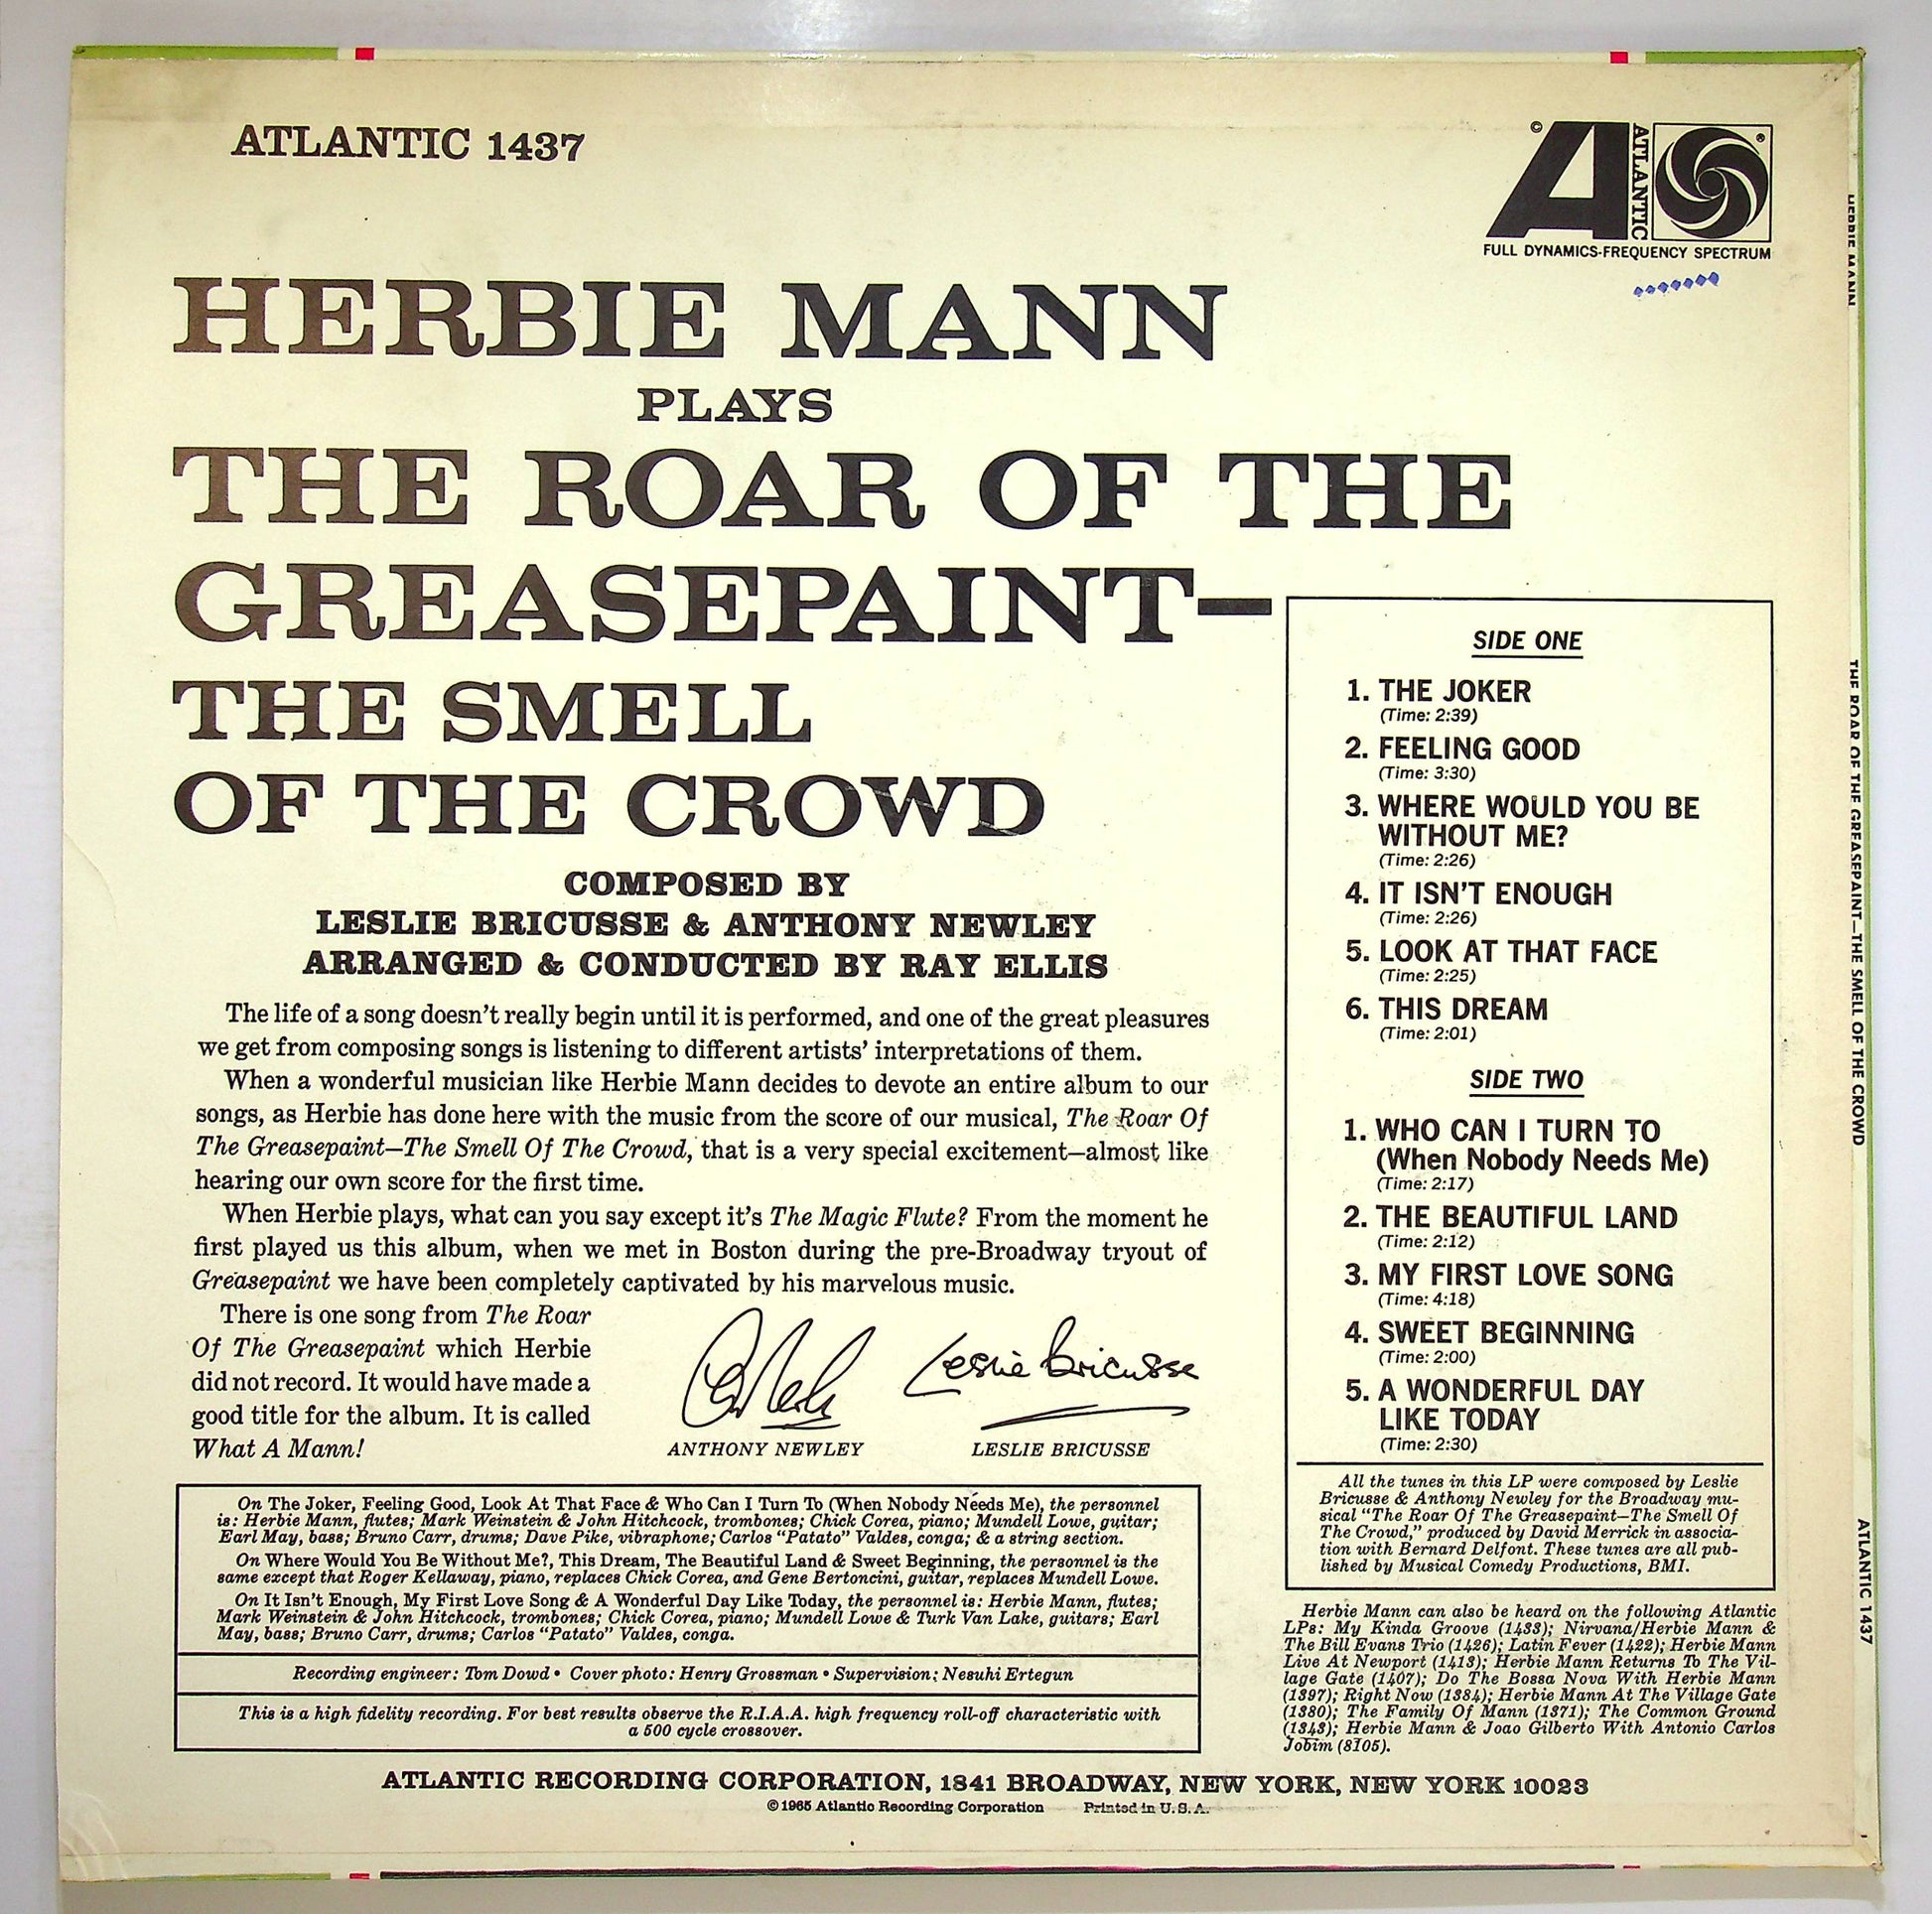 ATLANTIC 1437
© ATLANTIC ®
FULL DYNAMICS-FREQUENCY SPECTRUM
HERBIE MANN
PLAYS
THE ROAR OF THE
GREASEPAINT—
THE SMELL
OF THE CROWD
COMPOSED BY
LESLIE BRICUSSE & ANTHONY NEWLEY
ARRANGED & CONDUCTED BY RAY ELLIS
The life of a song doesn't really begin until it is performed, and one of the great pleasures
we get from composing songs is listening to different artists' interpretations of them.
When a wonderful musician like Herbie Mann decides to devote an entire album to our
songs, as Herbie has done here with the music from the score of our musical, The Roar Of
The Greasepaint—The Smell Of The Crowd, that is a very special excitement—almost like
hearing our own score for the first time.
When Herbie plays, what can you say except it's The Magic Flute? From the moment he
first played us this album, when we met in Boston during the pre-Broadway tryout of
Greasepaint we have been completely captivated by his marvelous music.
There is one song from The Roar
Of The Greasepaint which Herbie
did not record. It would have made a
good title for the album. It is called
What A Mann!
Leslie Bricusse
ANTHONY NEWLEY
LESLIE BRICUSSE
On The Joker, Feeling Good, Look At That Face & Who Can I Turn To (When Nobody Needs Me), the personnel
is: Herbie Mann, flutes; Mark Weinstein & John Hitchcock, trombones; Chick Corea, piano; Mundell Lowe, guitar;
Earl May, bass; Bruno Carr, drums; Dave Pike, vibraphone; Carlos "Patato" Valdes, conga; & a string section.
On Where Would You Be Without Me?, This Dream, The Beautiful Land & Sweet Beginning, the personnel is the
same except that Roger Kellaway, piano, replaces Chick Corea, and Gene Bertoncini, guitar, replaces Mundell Lowe.
On It Isn't Enough, My First Love Song & A Wonderful Day Like Today, the personnel is: Herbie Mann, flutes;
Mark Weinstein & John Hitchcock, trombones; Chick Corea, piano; Mundell Lowe & Turk Van Lake, guitars; Earl
May, bass; Bruno Carr, drums; Carlos "Patato" Valdes, conga.
Recording engineer: Tom Dowd • Cover photo: Henry Grossman • Supervision: Nesuhi Ertegun
This is a high fidelity recording. For best results observe the R.I.A.A. high frequency roll-off characteristic with
a 500 cycle crossover.
SIDE ONE
1. THE JOKER
(Time: 2:39)
2. FEELING GOOD
(Time: 3:30)
3. WHERE WOULD YOU BE
WITHOUT ME?
(Time: 2:26)
4. IT ISN'T ENOUGH
(Time: 2:26)
5. LOOK AT THAT FACE
(Time: 2:25)
6. THIS DREAM
(Time: 2:01)
SIDE TWO
1. WHO CAN I TURN TO
(When Nobody Needs Me)
(Time: 2:17)
2. THE BEAUTIFUL LAND
(Time: 2:12)
3. MY FIRST LOVE SONG
(Time: 4:18)
4. SWEET BEGINNING
(Time: 2:00)
5. A WONDERFUL DAY
LIKE TODAY
(Time: 2:30)
All the tunes in this LP were composed by Leslie
Bricusse & Anthony Newley for the Broadway mu-
sical "The Roar Of The Greasepaint—The Smell Of
The Crowd," produced by David Merrick in associa-
tion with Bernard Delfont. These tunes are all pub-
lished by Musical Comedy Productions, BMI.
Herbie Mann can also be heard on the following Atlantic
LPs: My Kinda Groove (1433); Nirvana/Herbie Mann &
The Bill Evans Trio (1426); Latin Fever (1422); Herbie Mann
Live At Newport (1413); Herbie Mann Returns To The Vil-
lage Gate (1407); Do The Bossa Nova With Herbie Mann
(1397); Right Now (1384); Herbie Mann At The Village Gate
(1380); The Family Of Mann (1371); The Common Ground
(1343); Herbie Mann & Joao Gilberto With Antonio Carlos
Jobim (8105).
ATLANTIC RECORDING CORPORATION, 1841 BROADWAY, NEW YORK, NEW YORK 10023
© 1965 Atlantic Recording Corporation Printed in U. S. A.
HERBIE MANN
THE ROAR OF THE GREASEPAINT—THE SMELL OF THE CROWD
ATLANTIC 1437